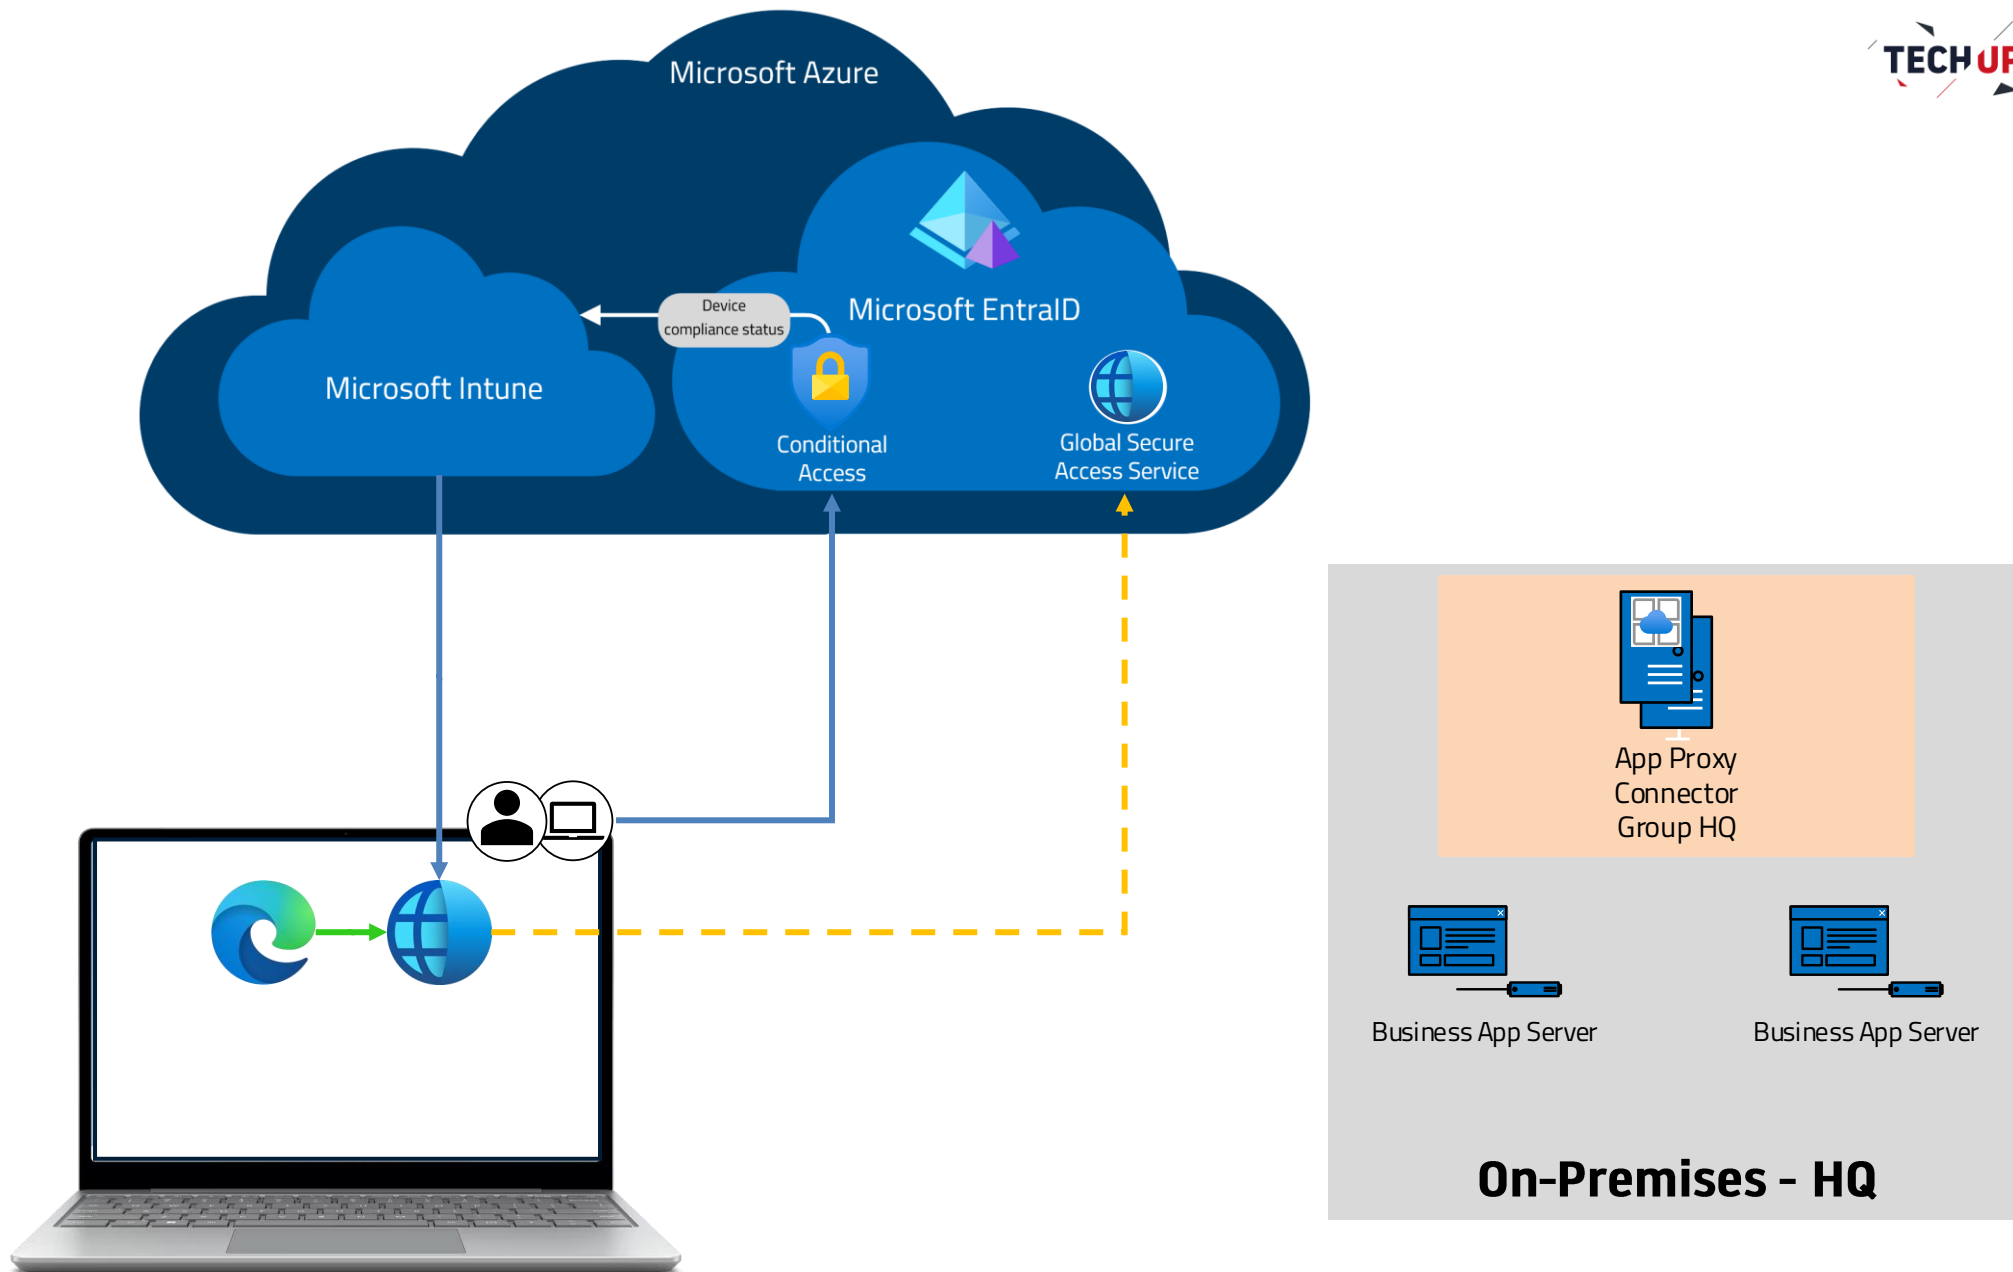 Microsoft Azure
TECH UP
Device
compliance status
Microsoft EntraID
Microsoft Intune
Conditional
Access
Global Secure
Access Service
App Proxy
Connector
Group HQ
Business App Server
Business App Server
On-Premises - HQ